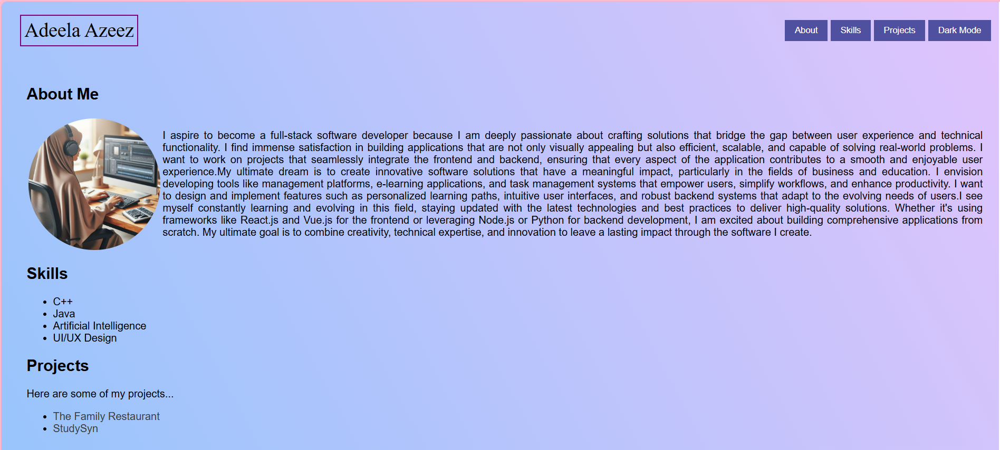 Adeela Azeez
About
Skills
Projects
Dark Mode
About Me
I aspire to become a full-stack software developer because I am deeply passionate about crafting solutions that bridge the gap between user experience and technical
functionality. I find immense satisfaction in building applications that are not only visually appealing but also efficient, scalable, and capable of solving real-world problems. I
want to work on projects that seamlessly integrate the frontend and backend, ensuring that every aspect of the application contributes to a smooth and enjoyable user
experience.My ultimate dream is to create innovative software solutions that have a meaningful impact, particularly in the fields of business and education. I envision
developing tools like management platforms, e-learning applications, and task management systems that empower users, simplify workflows, and enhance productivity. I want
to design and implement features such as personalized learning paths, intuitive user interfaces, and robust backend systems that adapt to the evolving needs of users.I see
myself constantly learning and evolving in this field, staying updated with the latest technologies and best practices to deliver high-quality solutions. Whether it's using
frameworks like React.js and Vue.js for the frontend or leveraging Node.js or Python for backend development, I am excited about building comprehensive applications from
scratch. My ultimate goal is to combine creativity, technical expertise, and innovation to leave a lasting impact through the software I create.
Skills
• C++
• Java
• Artificial Intelligence
• UI/UX Design
Projects
Here are some of my projects...
• The Family Restaurant
• StudySyn